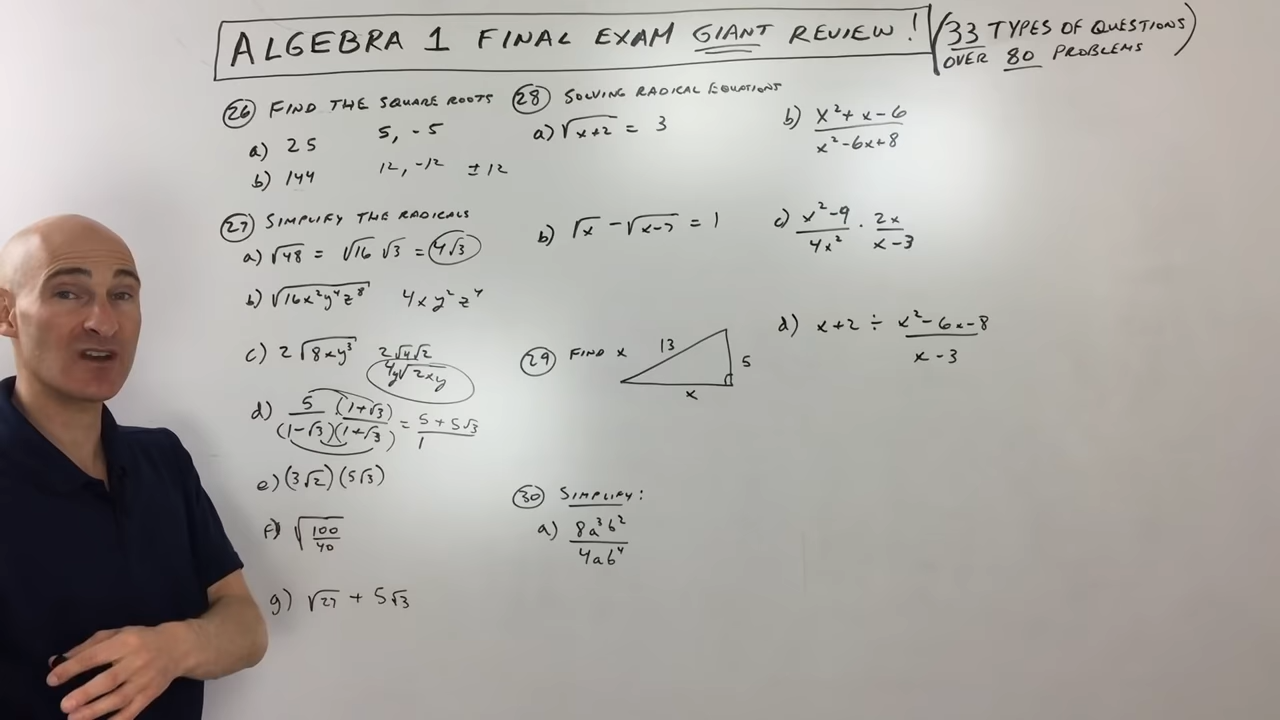 ALGEBRA 1 FINAL EXAM GIANT REVIEW! (33 TYPES OF QUESTIONS
OVER 80 PROBLEMS)
26 FIND THE SQUARE ROOTS
a) 25 5, -5
b) 144 12, -12 ±12
27 SIMPLIFY THE RADICALS
a) √48 = √16 √3 = 4√3
b) √16x²y⁴z⁸ 4xy²z⁴
c) 2√8xy³ 2√4√2
4y√2xy
d) 5/(1-√3) (1+√3)/(1+√3) = 5+5√3/1
e) (3√2)(5√3)
f) √100/40
g) √27 + 5√3
28 SOLVING RADICAL EQUATIONS
a) √x+2 = 3
b) √x - √x-7 = 1
29 FIND x 13
5
x
30 SIMPLIFY:
a) 8a³b²/4ab⁴
b) x²+x-6/x²-6x+8
c) x²-9/4x² · 2x/x-3
d) x+2 ÷ x²-6x-8/x-3